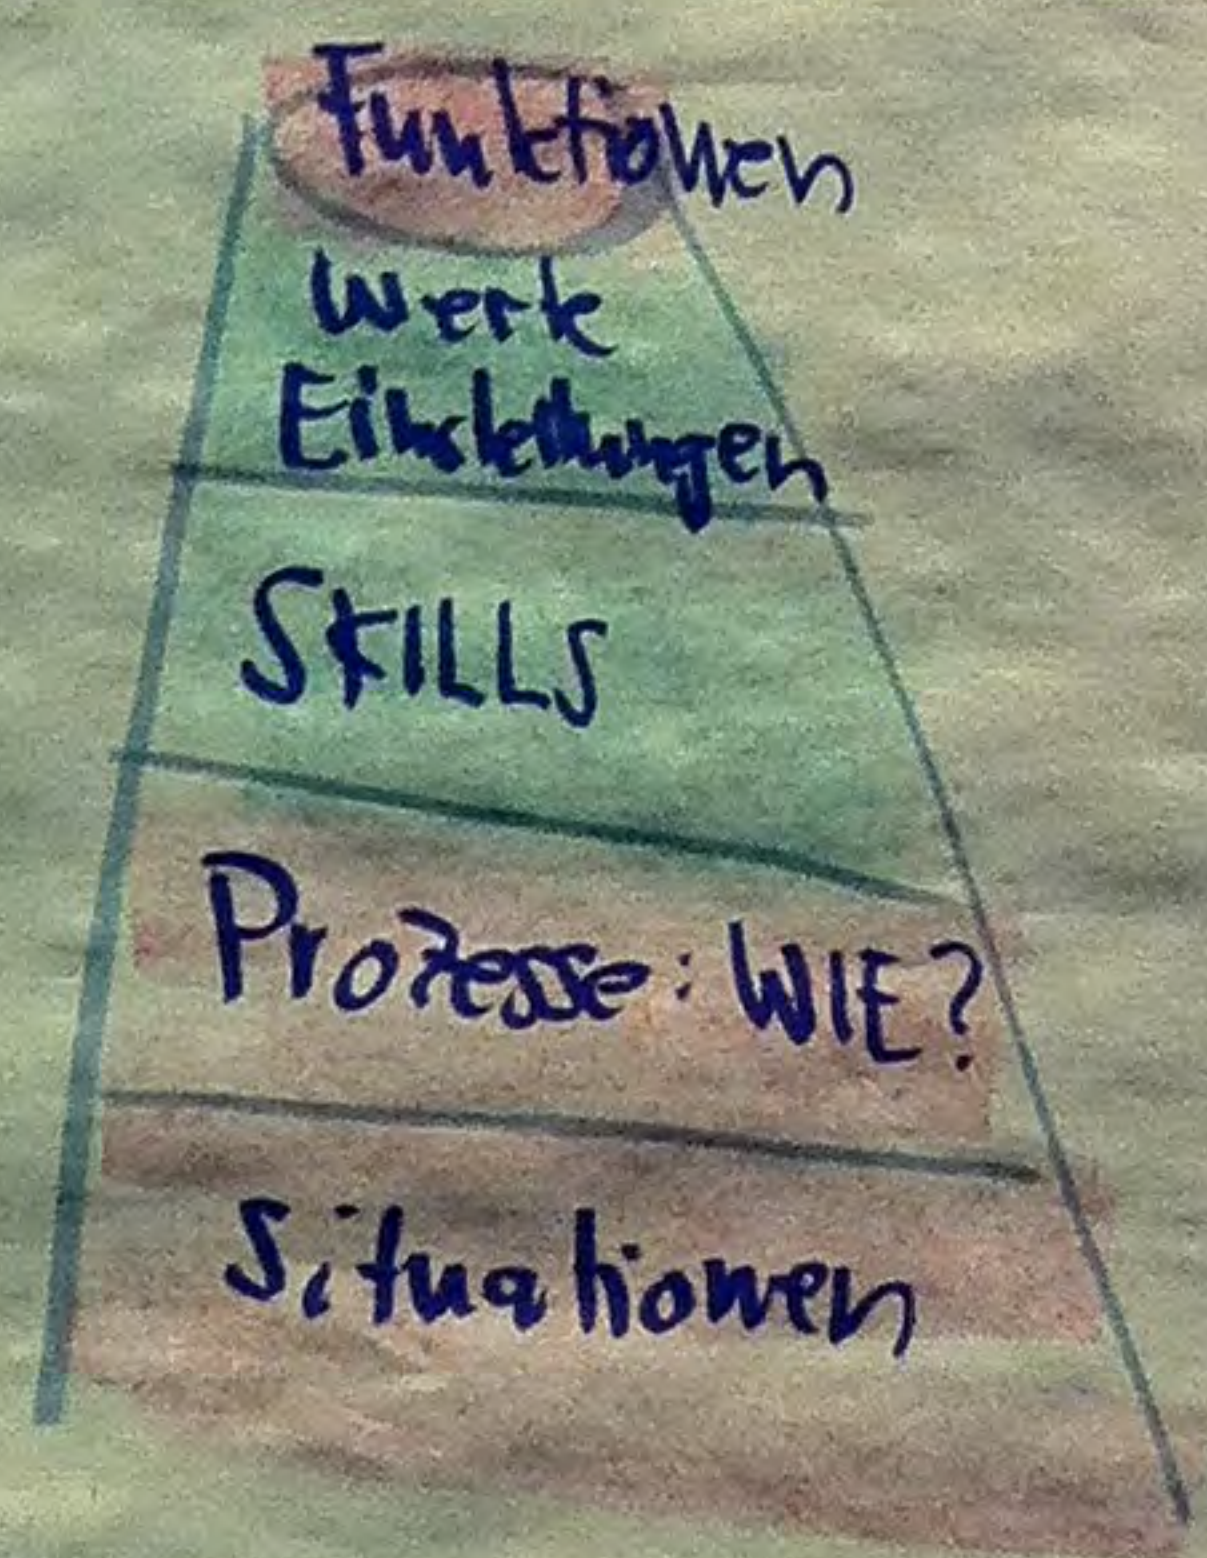 Funktionen
Werte
Einstellungen
SKILLS
Prozesse: WIE?
Situationen